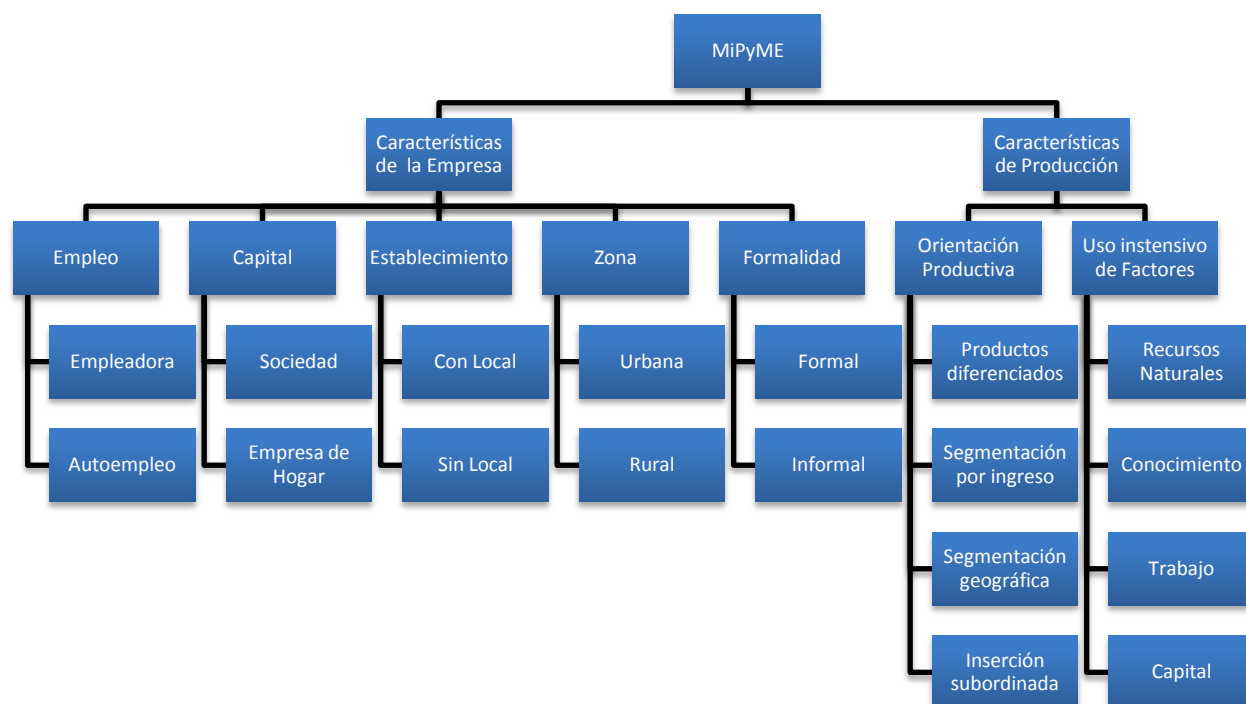 MiPyME
Características
de la Empresa
Características
de Producción
Empleo
Capital
Establecimiento
Zona
Formalidad
Orientación
Productiva
Uso instensivo
de Factores
Empleadora
Sociedad
Con Local
Urbana
Formal
Productos
diferenciados
Recursos
Naturales
Autoempleo
Empresa de
Hogar
Sin Local
Rural
Informal
Segmentación
por ingreso
Conocimiento
Segmentación
geográfica
Trabajo
Inserción
subordinada
Capital